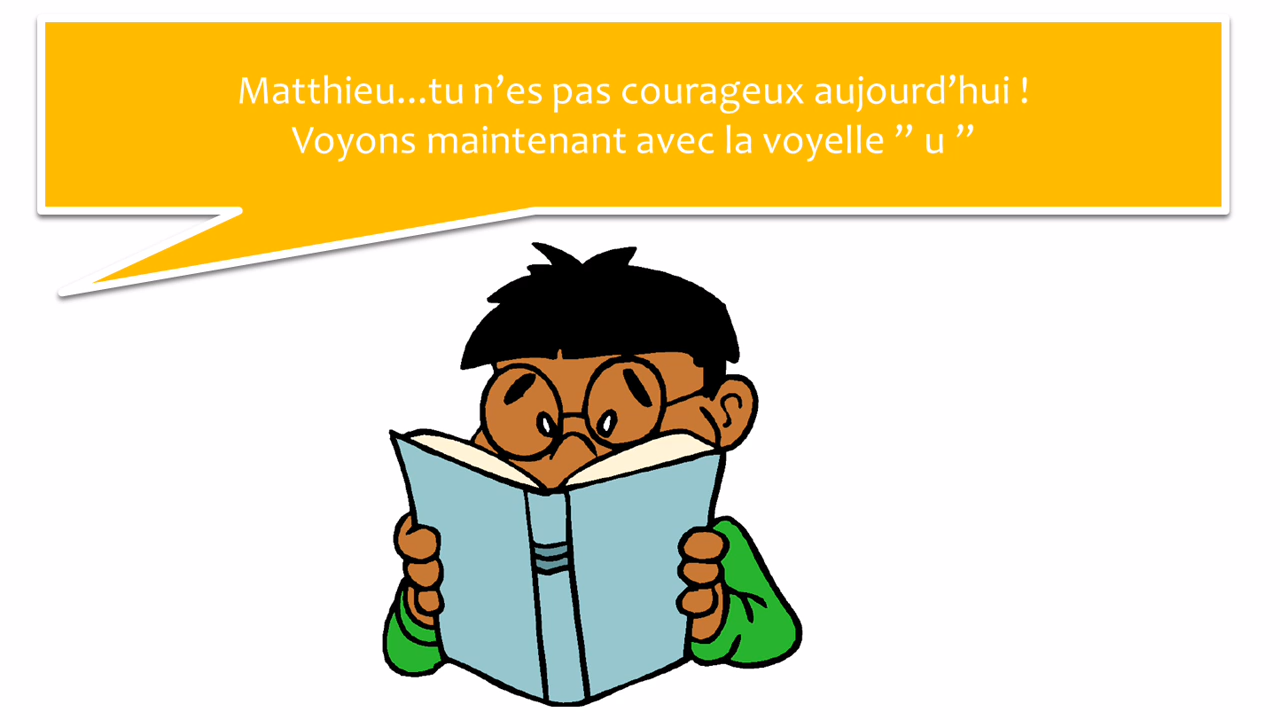 Matthieu...tu n’es pas courageux aujourd’hui !
Voyons maintenant avec la voyelle ” u ”